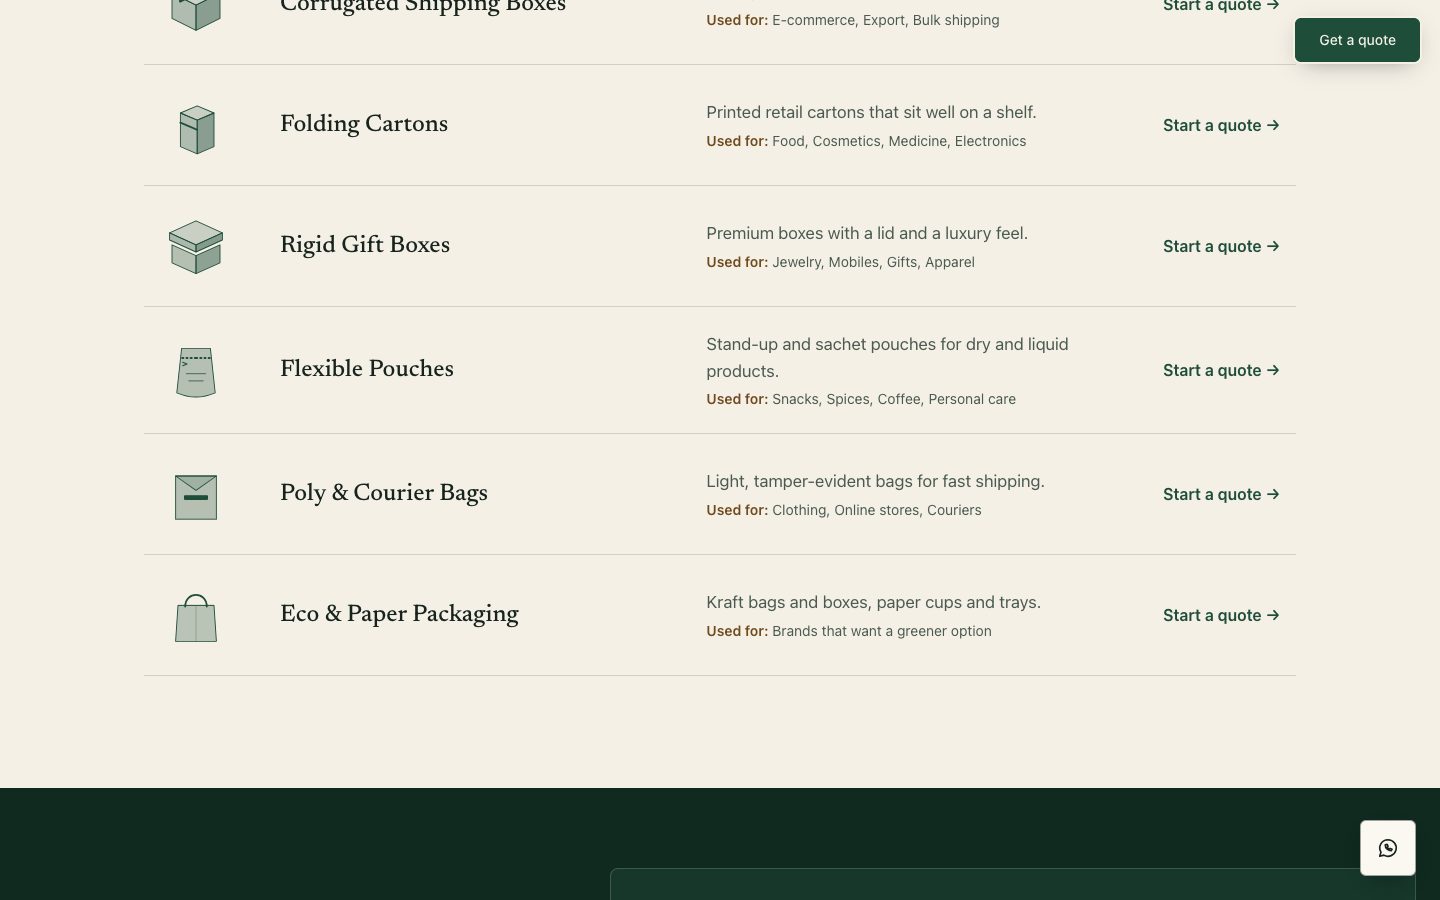 Corrugated Shipping Boxes
Used for: E-commerce, Export, Bulk shipping
Start a quote →
Get a quote
Folding Cartons
Printed retail cartons that sit well on a shelf.
Used for: Food, Cosmetics, Medicine, Electronics
Start a quote →
Rigid Gift Boxes
Premium boxes with a lid and a luxury feel.
Used for: Jewelry, Mobiles, Gifts, Apparel
Start a quote →
Flexible Pouches
Stand-up and sachet pouches for dry and liquid
products.
Used for: Snacks, Spices, Coffee, Personal care
Start a quote →
Poly & Courier Bags
Light, tamper-evident bags for fast shipping.
Used for: Clothing, Online stores, Couriers
Start a quote →
Eco & Paper Packaging
Kraft bags and boxes, paper cups and trays.
Used for: Brands that want a greener option
Start a quote →